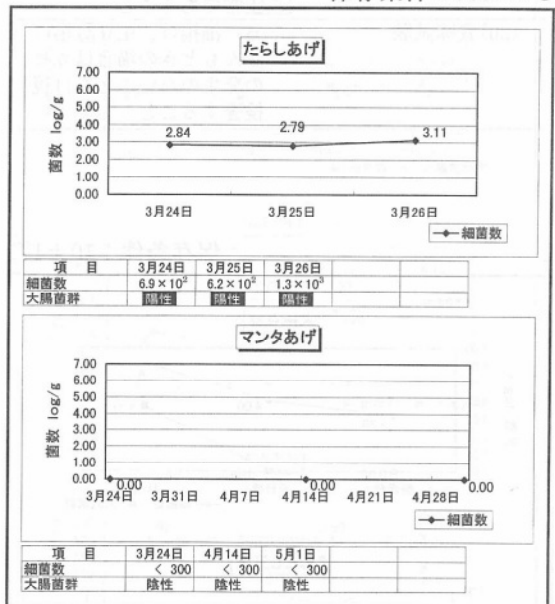 たらしあげ
7.00
6.00
5.00
4.00
3.00
2.00
1.00
0.00
菌数 log/g
2.84 2.79 3.11
3月24日 3月25日 3月26日
細菌数
項 目 3月24日 3月25日 3月26日
細菌数 6.9×10² 6.2×10² 1.3×10³
大腸菌群 陽性 陽性 陽性
マンタあげ
7.00
6.00
5.00
4.00
3.00
2.00
1.00
0.00
菌数 log/g
0.00 0.00 0.00
3月24日 3月31日 4月7日 4月14日 4月21日 4月28日
細菌数
項 目 3月24日 4月14日 5月1日
細菌数 < 300 < 300 < 300
大腸菌群 陰性 陰性 陰性